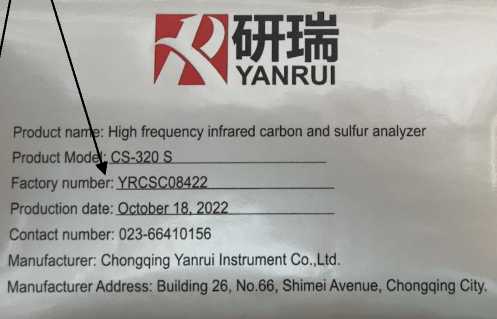 研瑞
YANRUI
Product name: High frequency infrared carbon and sulfur analyzer
Product Model: CS-320 S
Factory number: YRCSC08422
Production date: October 18, 2022
Contact number: 023-66410156
Manufacturer: Chongqing Yanrui Instrument Co.,Ltd.
Manufacturer Address: Building 26, No.66, Shimei Avenue, Chongqing City.